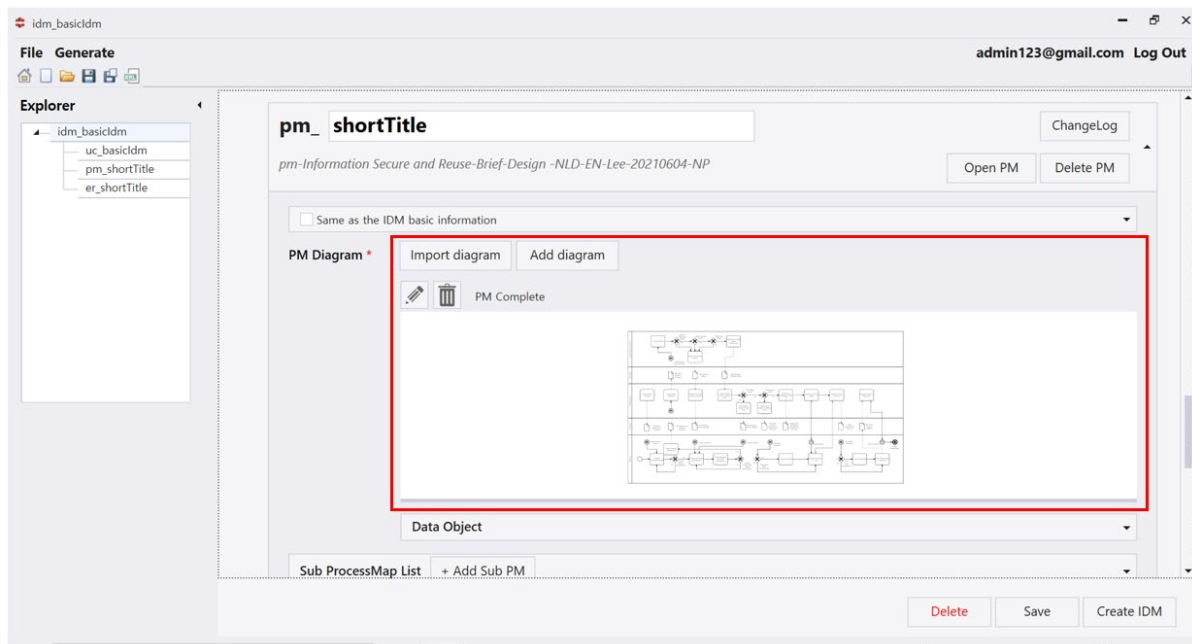 idm_basicIdm
File Generate
admin123@gmail.com Log Out
Explorer
idm_basicIdm
uc_basicIdm
pm_shortTitle
er_shortTitle
pm_ shortTitle
ChangeLog
pm-Information Secure and Reuse-Brief-Design -NLD-EN-Lee-20210604-NP
Open PM Delete PM
Same as the IDM basic information
PM Diagram * Import diagram Add diagram
PM Complete
Data Object
Sub ProcessMap List + Add Sub PM
Delete Save Create IDM